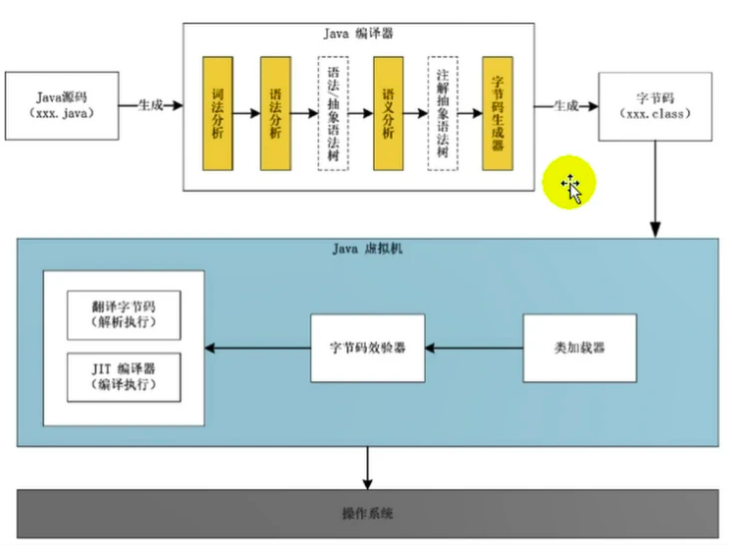 Java 编译器
Java源码
（xxx.java）
生成
词法分析
语法分析
语法/抽象语法树
语义分析
注解抽象语法树
字节码生成器
生成
字节码
（xxx.class）
Java 虚拟机
翻译字节码
（解析执行）
JIT 编译器
（编译执行）
字节码效验器
类加载器
操作系统